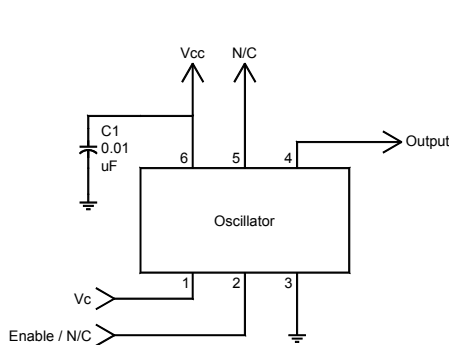 Vcc N/C
C1
0.01
uF
6 5 4
Output
Oscillator
1 2 3
Vc
Enable / N/C